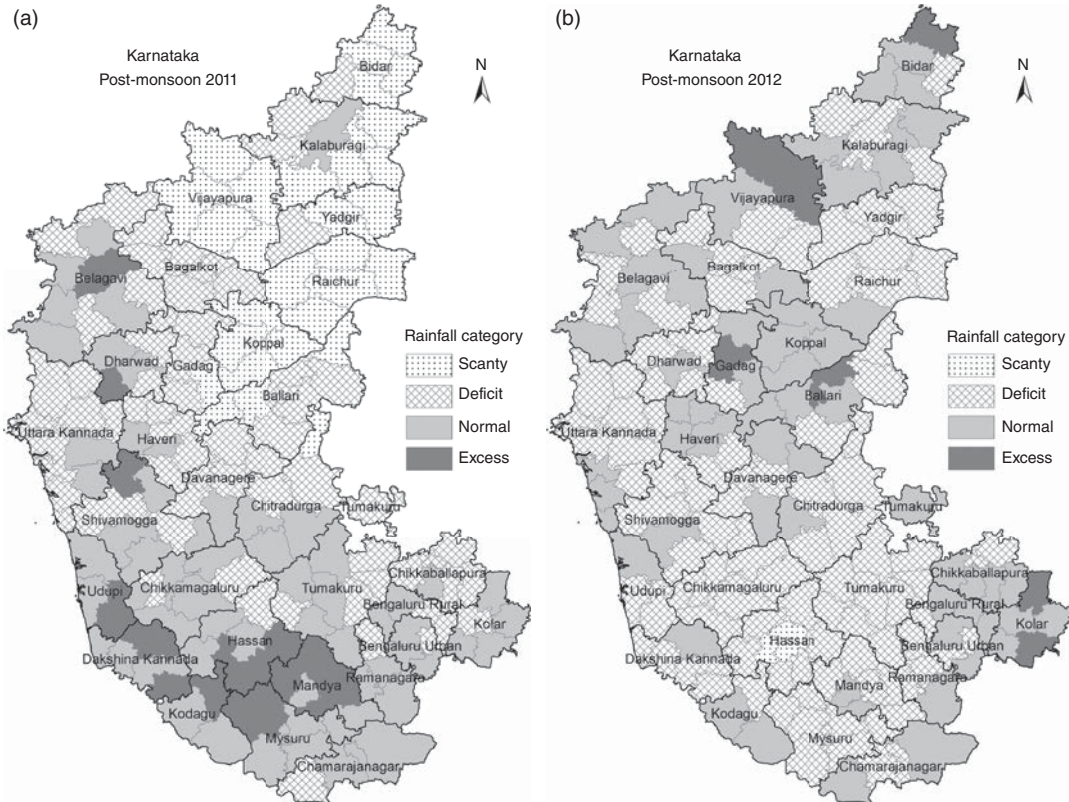 (a)
Karnataka
Post-monsoon 2011
N
Bidar
Kalaburagi
Vijayapura
Yadgir
Belagavi
Bagalkot
Raichur
Koppal
Dharwad
Gadag
Ballari
Uttara Kannada
Haveri
Davanagere
Shivamogga
Chitradurga
Tumakuru
Chikkaballapura
Udupi
Chikkamagaluru
Tumakuru
Bengaluru Rural
Kolar
Hassan
Bengaluru Urban
Dakshina Kannada
Mandya
Ramanagara
Kodagu
Mysuru
Chamarajanagar
Rainfall category
Scanty
Deficit
Normal
Excess
(b)
Karnataka
Post-monsoon 2012
N
Bidar
Kalaburagi
Vijayapura
Yadgir
Belagavi
Bagalkot
Raichur
Koppal
Dharwad
Gadag
Ballari
Uttara Kannada
Haveri
Davanagere
Shivamogga
Chitradurga
Tumakuru
Chikkaballapura
Udupi
Chikkamagaluru
Tumakuru
Bengaluru Rural
Kolar
Hassan
Bengaluru Urban
Dakshina Kannada
Mandya
Ramanagara
Kodagu
Mysuru
Chamarajanagar
Rainfall category
Scanty
Deficit
Normal
Excess